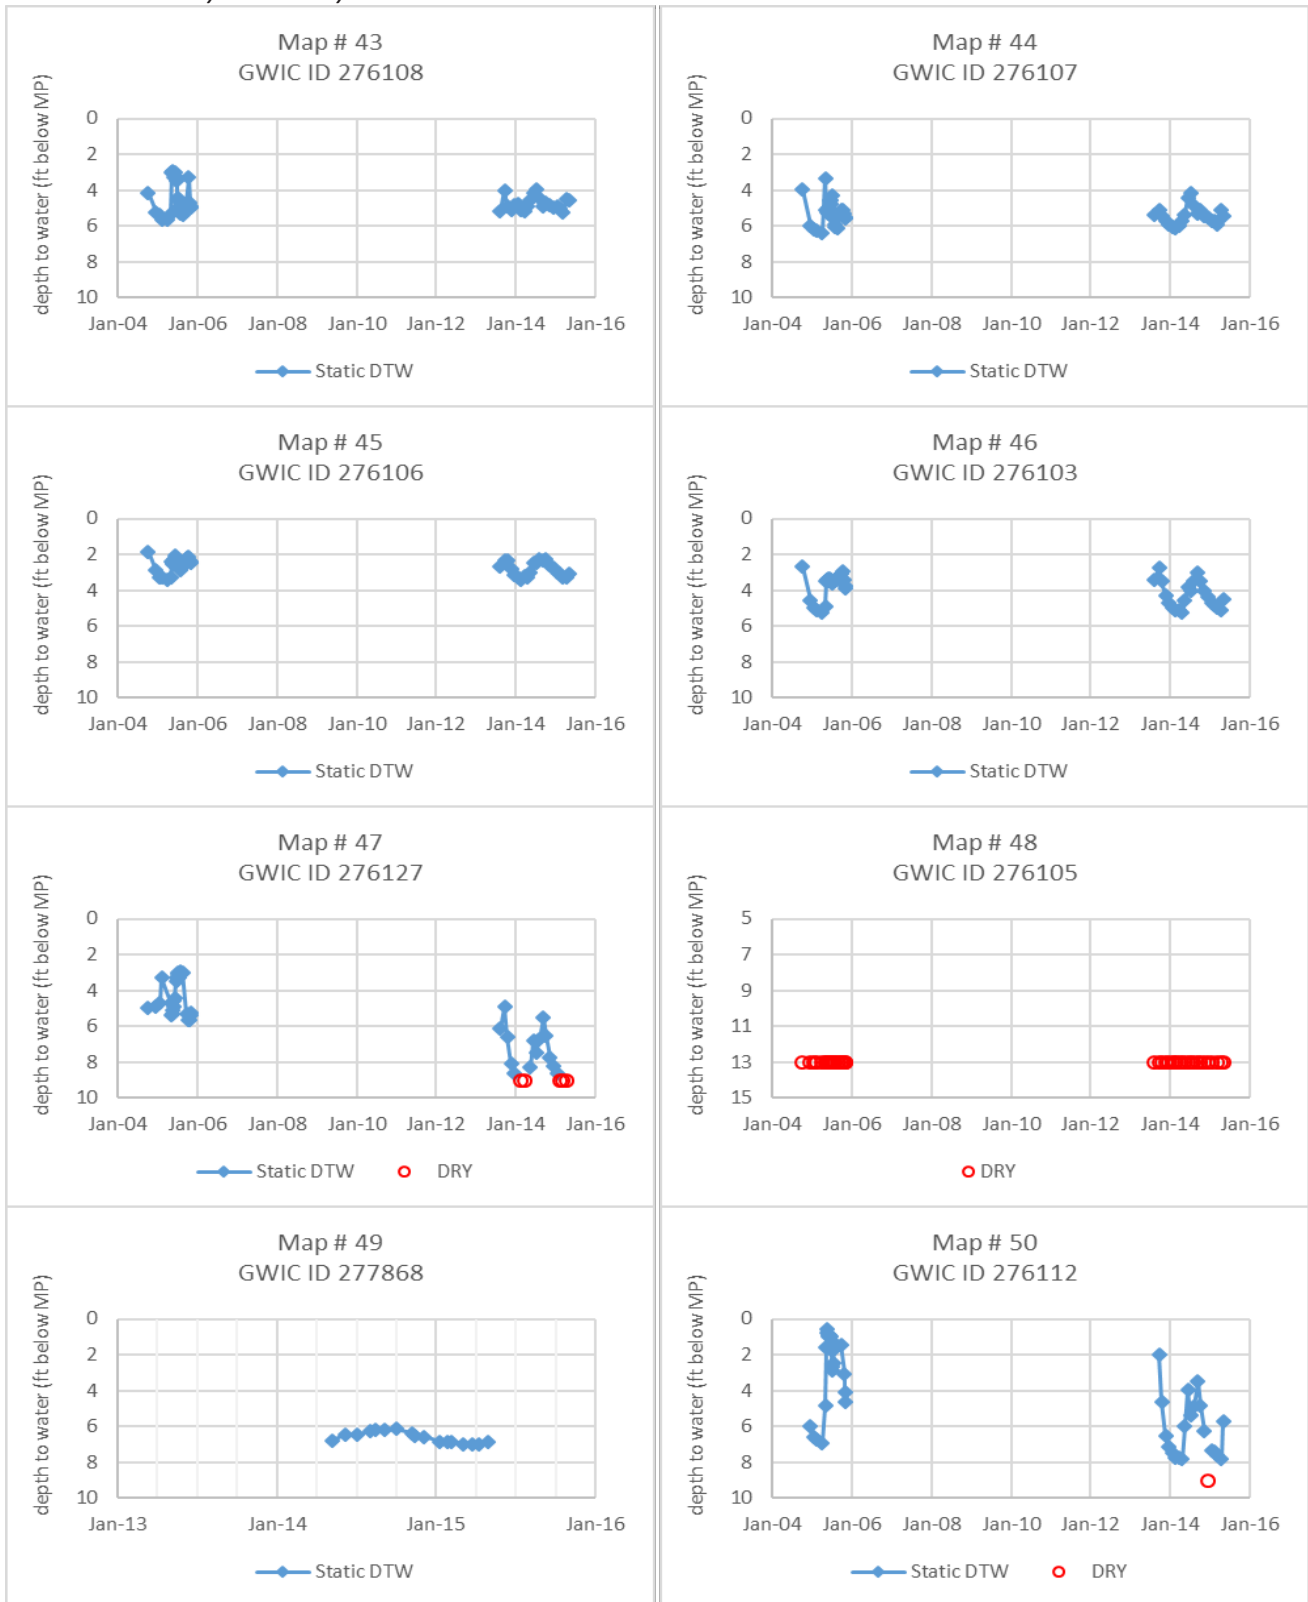 Map # 43
GWIC ID 276108
depth to water (ft below MP)
0
2
4
6
8
10
Jan-04 Jan-06 Jan-08 Jan-10 Jan-12 Jan-14 Jan-16
Static DTW
Map # 44
GWIC ID 276107
depth to water (ft below MP)
0
2
4
6
8
10
Jan-04 Jan-06 Jan-08 Jan-10 Jan-12 Jan-14 Jan-16
Static DTW
Map # 45
GWIC ID 276106
depth to water (ft below MP)
0
2
4
6
8
10
Jan-04 Jan-06 Jan-08 Jan-10 Jan-12 Jan-14 Jan-16
Static DTW
Map # 46
GWIC ID 276103
depth to water (ft below MP)
0
2
4
6
8
10
Jan-04 Jan-06 Jan-08 Jan-10 Jan-12 Jan-14 Jan-16
Static DTW
Map # 47
GWIC ID 276127
depth to water (ft below MP)
0
2
4
6
8
10
Jan-04 Jan-06 Jan-08 Jan-10 Jan-12 Jan-14 Jan-16
Static DTW DRY
Map # 48
GWIC ID 276105
depth to water (ft below MP)
5
7
9
11
13
15
Jan-04 Jan-06 Jan-08 Jan-10 Jan-12 Jan-14 Jan-16
DRY
Map # 49
GWIC ID 277868
depth to water (ft below MP)
0
2
4
6
8
10
Jan-13 Jan-14 Jan-15 Jan-16
Static DTW
Map # 50
GWIC ID 276112
depth to water (ft below MP)
0
2
4
6
8
10
Jan-04 Jan-06 Jan-08 Jan-10 Jan-12 Jan-14 Jan-16
Static DTW DRY